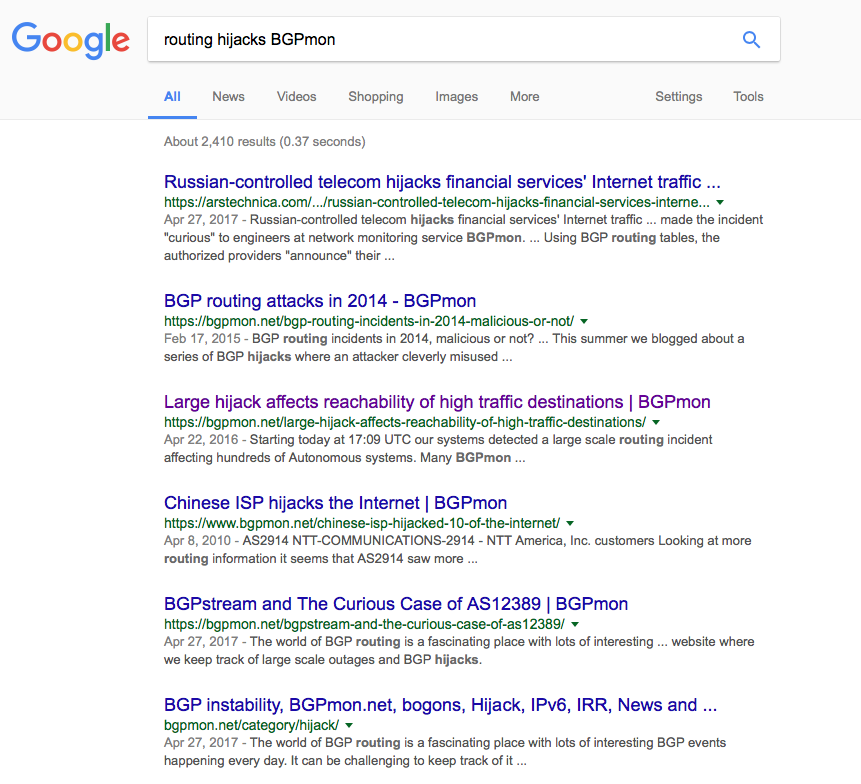 Google
routing hijacks BGPmon
All News Videos Shopping Images More Settings Tools
About 2,410 results (0.37 seconds)
Russian-controlled telecom hijacks financial services' Internet traffic ...
https://arstechnica.com/.../russian-controlled-telecom-hijacks-financial-services-interne...
Apr 27, 2017 - Russian-controlled telecom hijacks financial services' Internet traffic ... made the incident
"curious" to engineers at network monitoring service BGPmon. ... Using BGP routing tables, the
authorized providers "announce" their ...
BGP routing attacks in 2014 - BGPmon
https://bgpmon.net/bgp-routing-incidents-in-2014-malicious-or-not/
Feb 17, 2015 - BGP routing incidents in 2014, malicious or not? ... This summer we blogged about a
series of BGP hijacks where an attacker cleverly misused ...
Large hijack affects reachability of high traffic destinations | BGPmon
https://bgpmon.net/large-hijack-affects-reachability-of-high-traffic-destinations/
Apr 22, 2016 - Starting today at 17:09 UTC our systems detected a large scale routing incident
affecting hundreds of Autonomous systems. Many BGPmon ...
Chinese ISP hijacks the Internet | BGPmon
https://www.bgpmon.net/chinese-isp-hijacked-10-of-the-internet/
Apr 8, 2010 - AS2914 NTT-COMMUNICATIONS-2914 - NTT America, Inc. customers Looking at more
routing information it seems that AS2914 saw more ...
BGPstream and The Curious Case of AS12389 | BGPmon
https://bgpmon.net/bgpstream-and-the-curious-case-of-as12389/
Apr 27, 2017 - The world of BGP routing is a fascinating place with lots of interesting ... website where
we keep track of large scale outages and BGP hijacks.
BGP instability, BGPmon.net, bogons, Hijack, IPv6, IRR, News and ...
bgpmon.net/category/hijack/
Apr 27, 2017 - The world of BGP routing is a fascinating place with lots of interesting BGP events
happening every day. It can be challenging to keep track of it ...